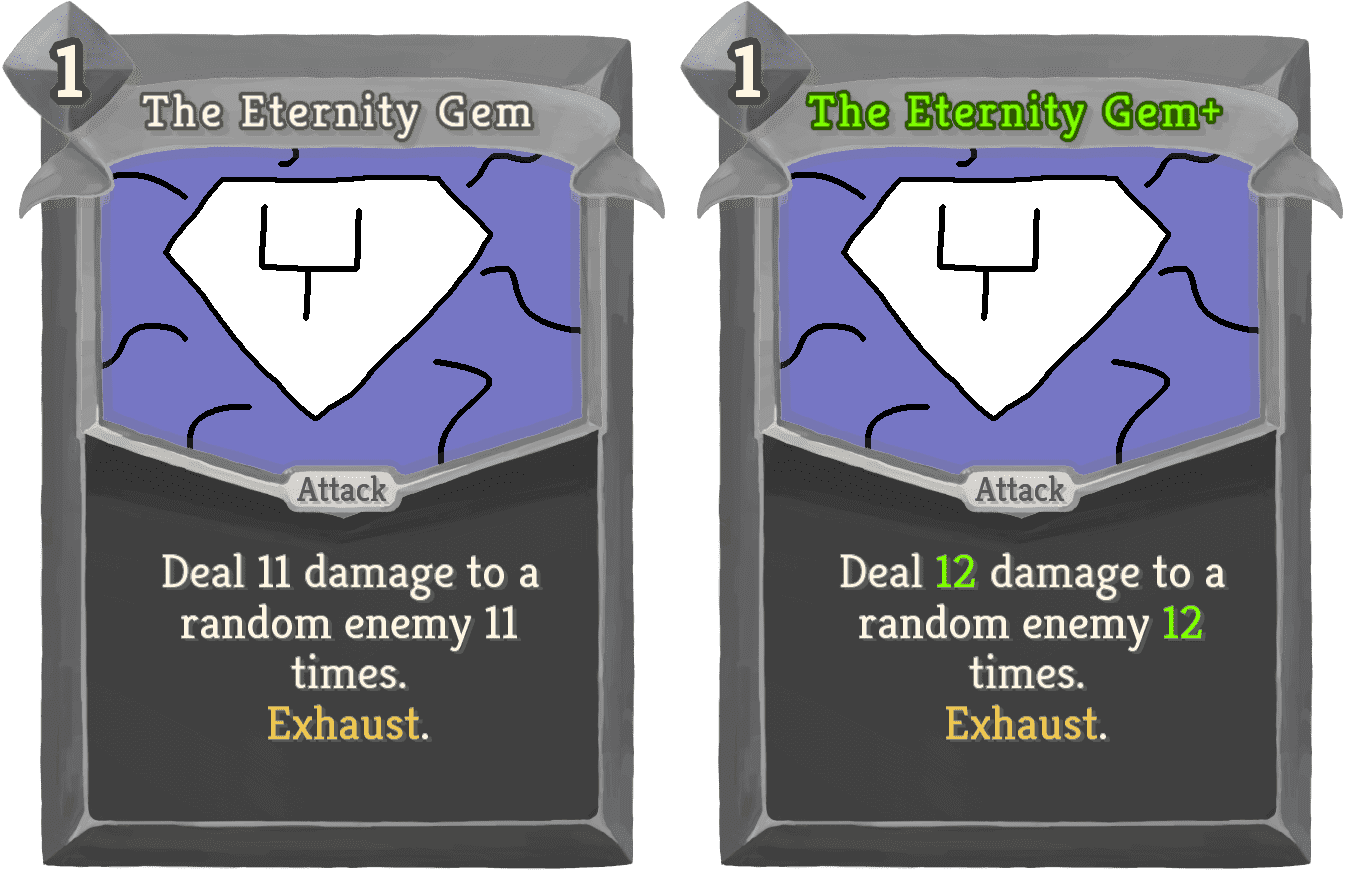 1
The Eternity Gem
Attack
Deal 11 damage to a
random enemy 11
times.
Exhaust.
1
The Eternity Gem+
Attack
Deal 12 damage to a
random enemy 12
times.
Exhaust.